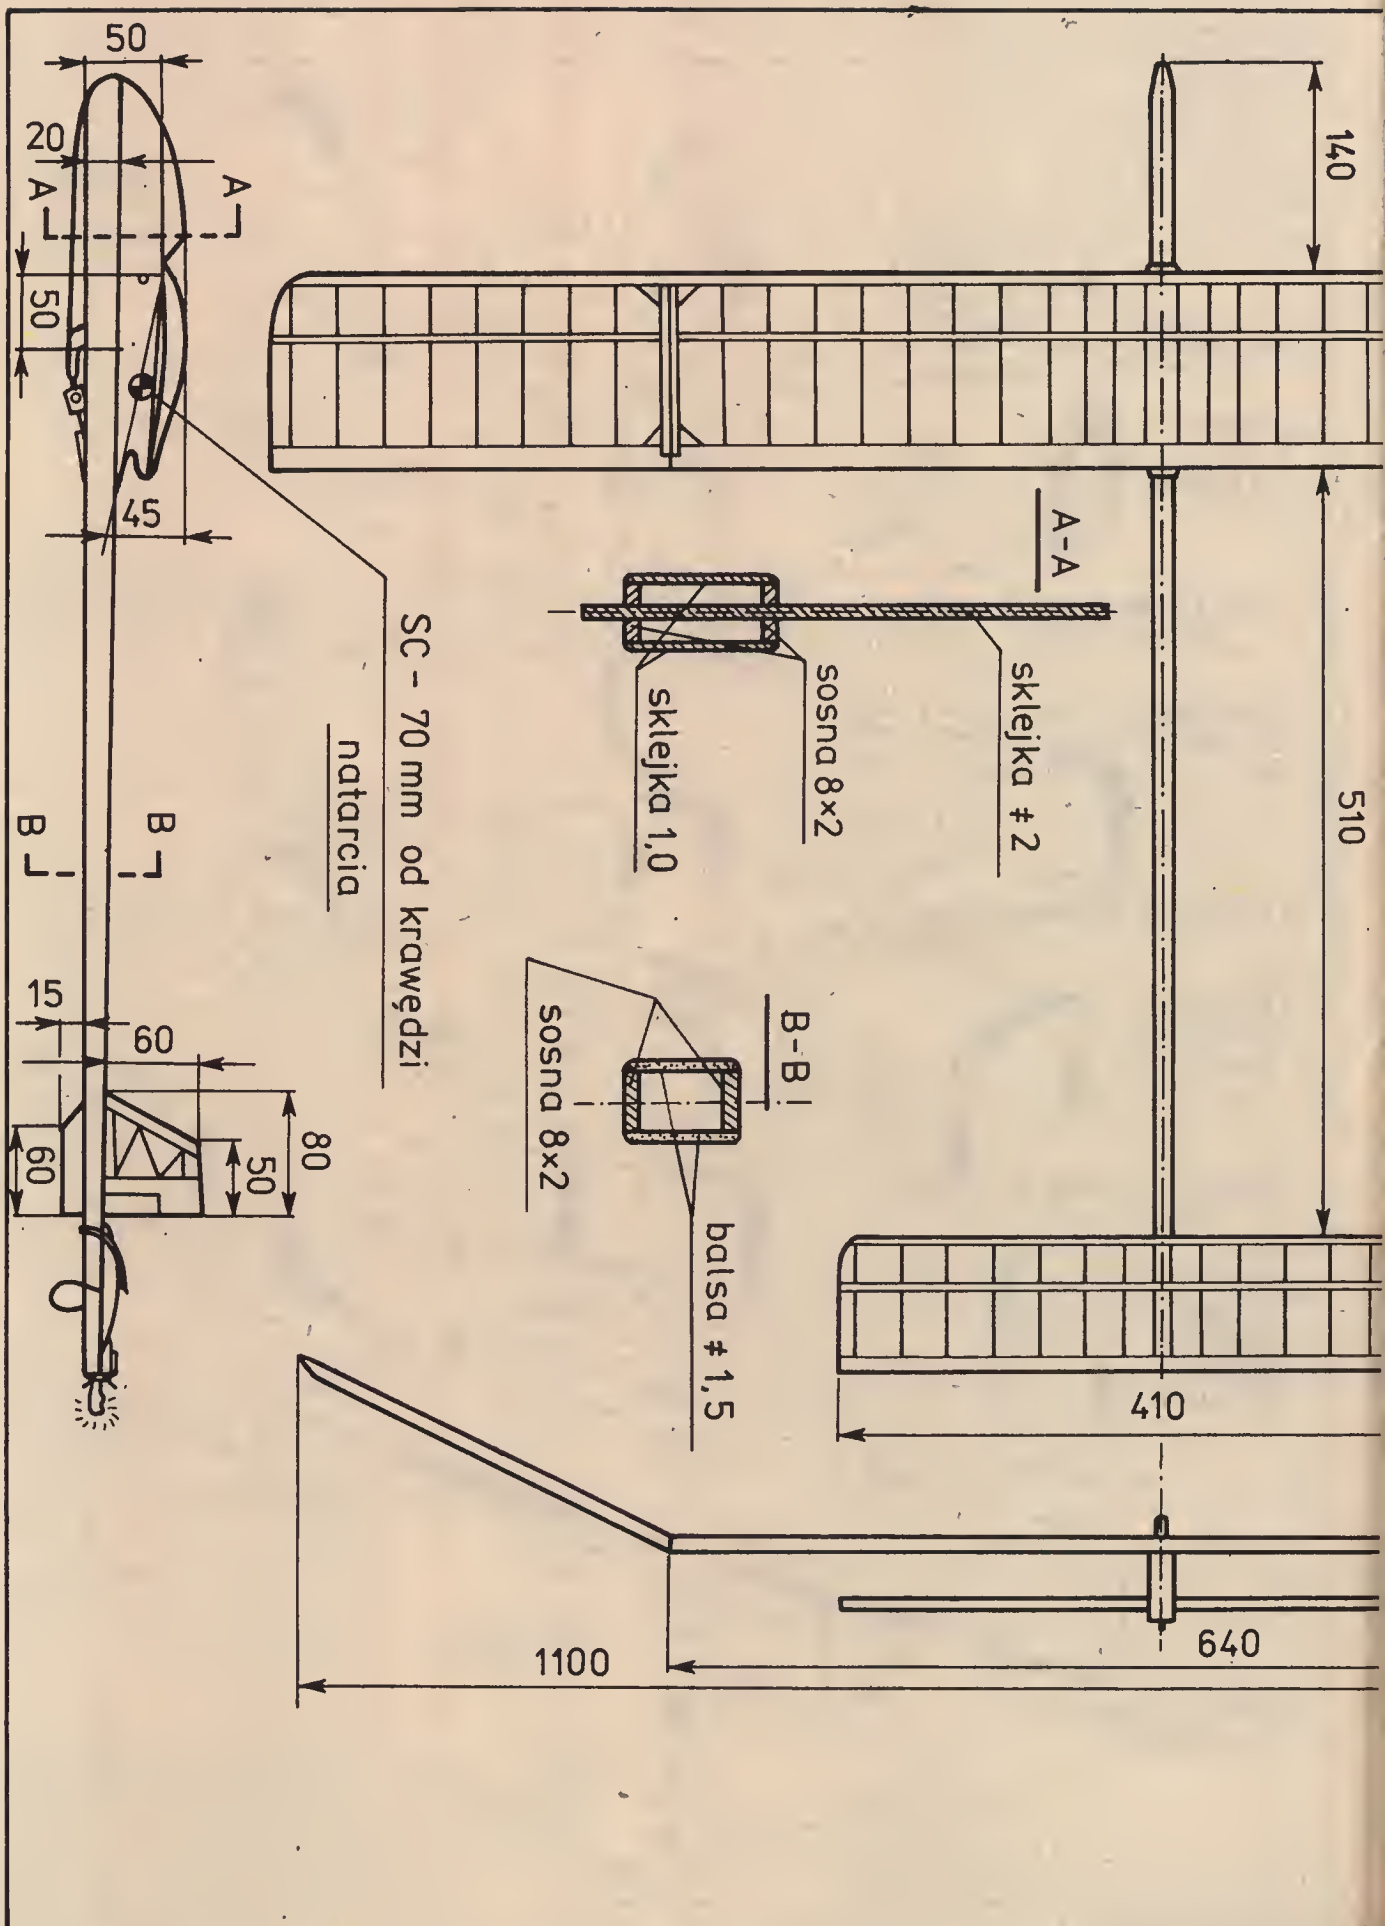 50
20
A
A
50
45
140
510
A-A
sklejka ≠ 2
sosna 8×2
sklejka 1,0
SC - 70 mm od krawędzi
natarcia
B
B
B-B
sosna 8×2
balsa ≠ 1,5
15
60
80
50
60
410
640
1100